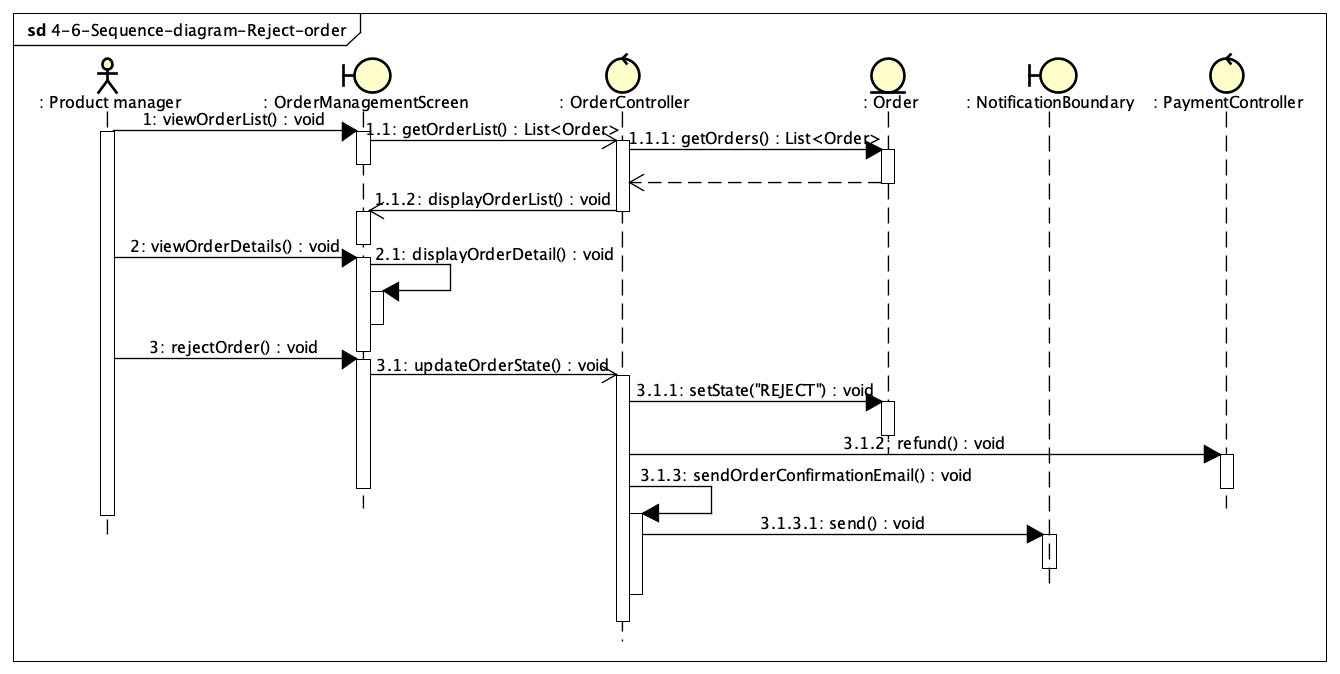 sd 4-6-Sequence-diagram-Reject-order
: Product manager
: OrderManagementScreen
: OrderController
: Order
: NotificationBoundary
: PaymentController
1: viewOrderList() : void
1.1: getOrderList() : List<Order>
1.1.1: getOrders() : List<Order>
1.1.2: displayOrderList() : void
2: viewOrderDetails() : void
2.1: displayOrderDetail() : void
3: rejectOrder() : void
3.1: updateOrderState() : void
3.1.1: setState("REJECT") : void
3.1.2: refund() : void
3.1.3: sendOrderConfirmationEmail() : void
3.1.3.1: send() : void